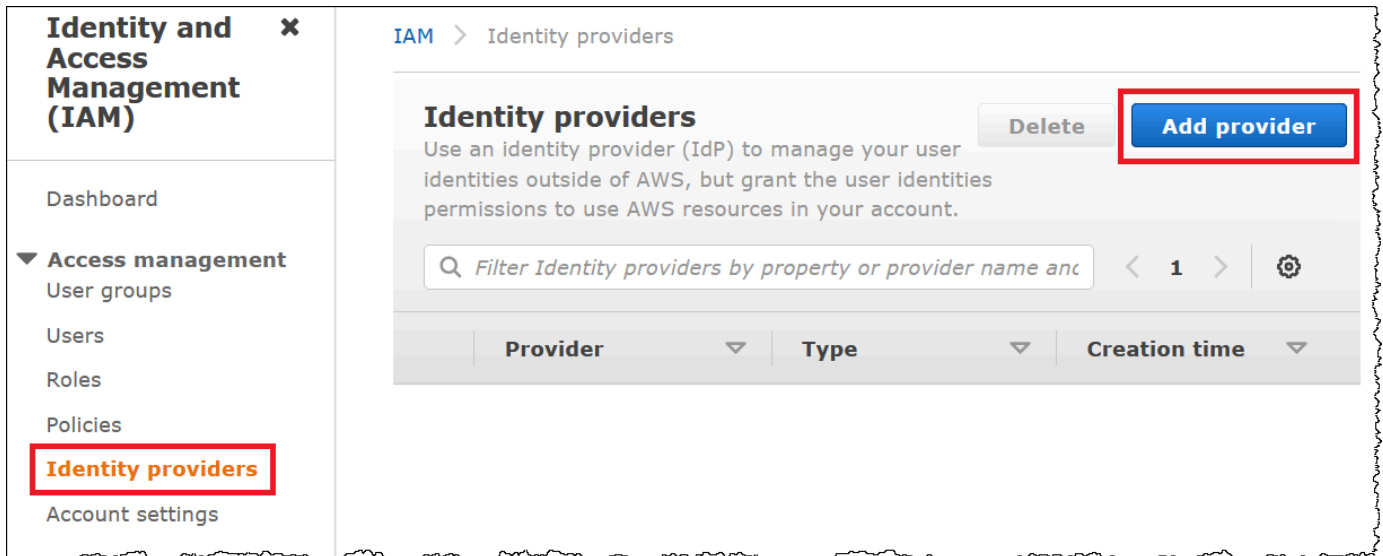 Identity and
Access
Management
(IAM)
Dashboard
Access management
User groups
Users
Roles
Policies
Identity providers
Account settings
IAM > Identity providers
Identity providers
Delete
Add provider
Use an identity provider (IdP) to manage your user
identities outside of AWS, but grant the user identities
permissions to use AWS resources in your account.
Filter Identity providers by property or provider name and
1
Provider Type Creation time